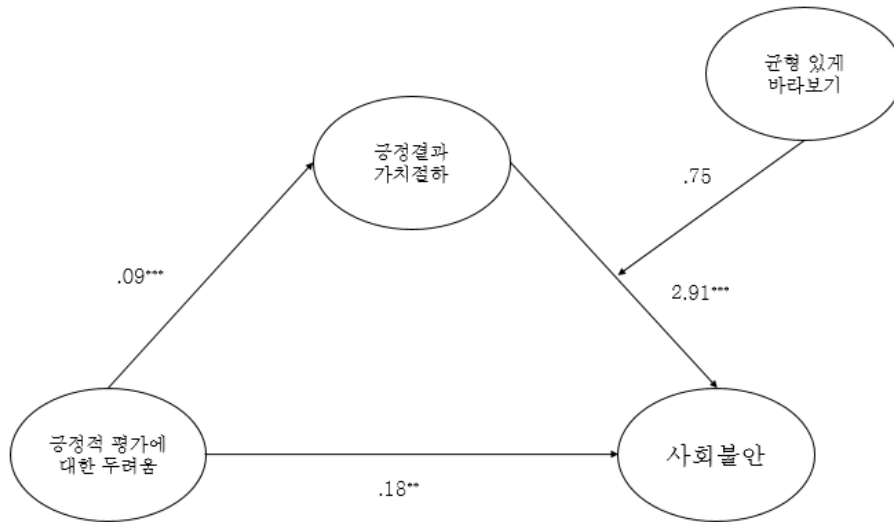 균형 있게
바라보기
긍정결과
가치절하
.75
.09***
2.91***
긍정적 평가에
대한 두려움
사회불안
.18**